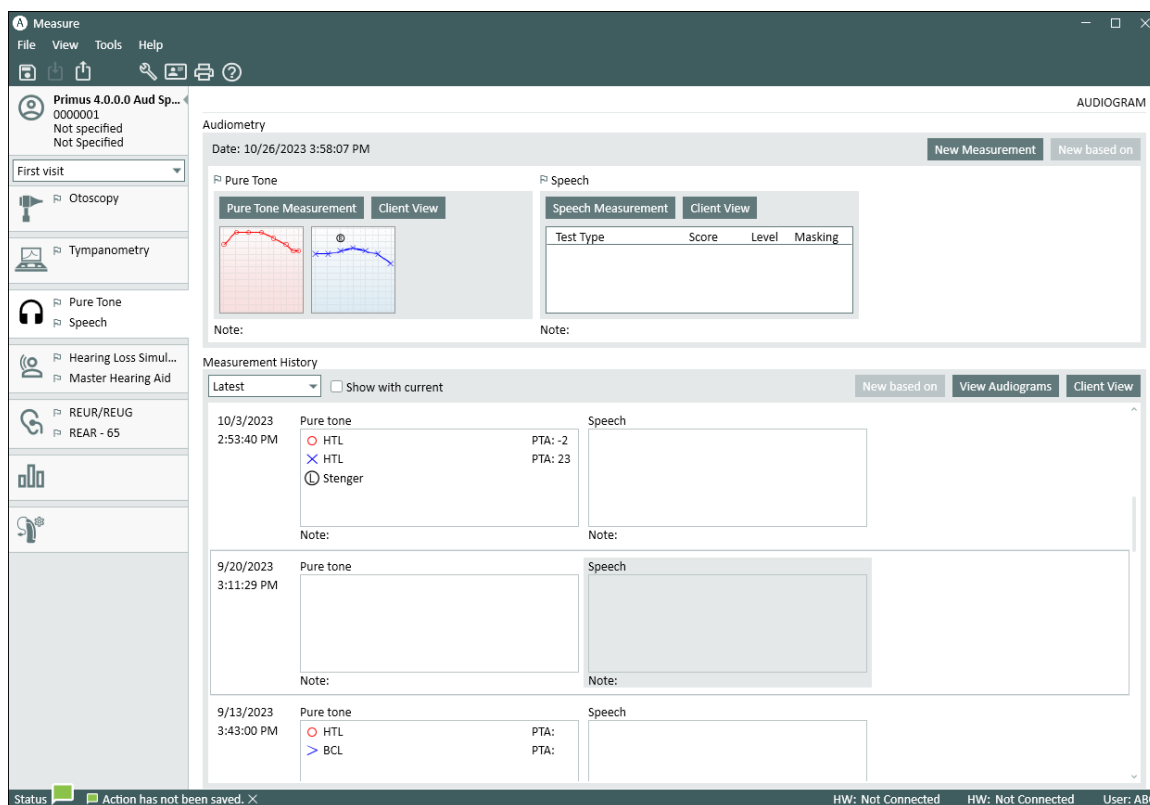 Measure
File View Tools Help
Primus 4.0.0.0 Aud Sp...
0000001
Not specified
Not Specified
First visit
Otoscopy
Tympanometry
Pure Tone
Speech
Hearing Loss Simul...
Master Hearing Aid
REUR/REUG
REAR - 65
AUDIOGRAM
Audiometry
Date: 10/26/2023 3:58:07 PM
New Measurement New based on
Pure Tone
Pure Tone Measurement Client View
Note:
Speech
Speech Measurement Client View
Test Type Score Level Masking
Note:
Measurement History
Latest Show with current New based on View Audiograms Client View
10/3/2023 Pure tone Speech
2:53:40 PM HTL PTA: -2
HTL PTA: 23
L Stenger
Note: Note:
9/20/2023 Pure tone Speech
3:11:29 PM
Note: Note:
9/13/2023 Pure tone Speech
3:43:00 PM HTL PTA:
BCL PTA:
Status Action has not been saved. HW: Not Connected HW: Not Connected User: